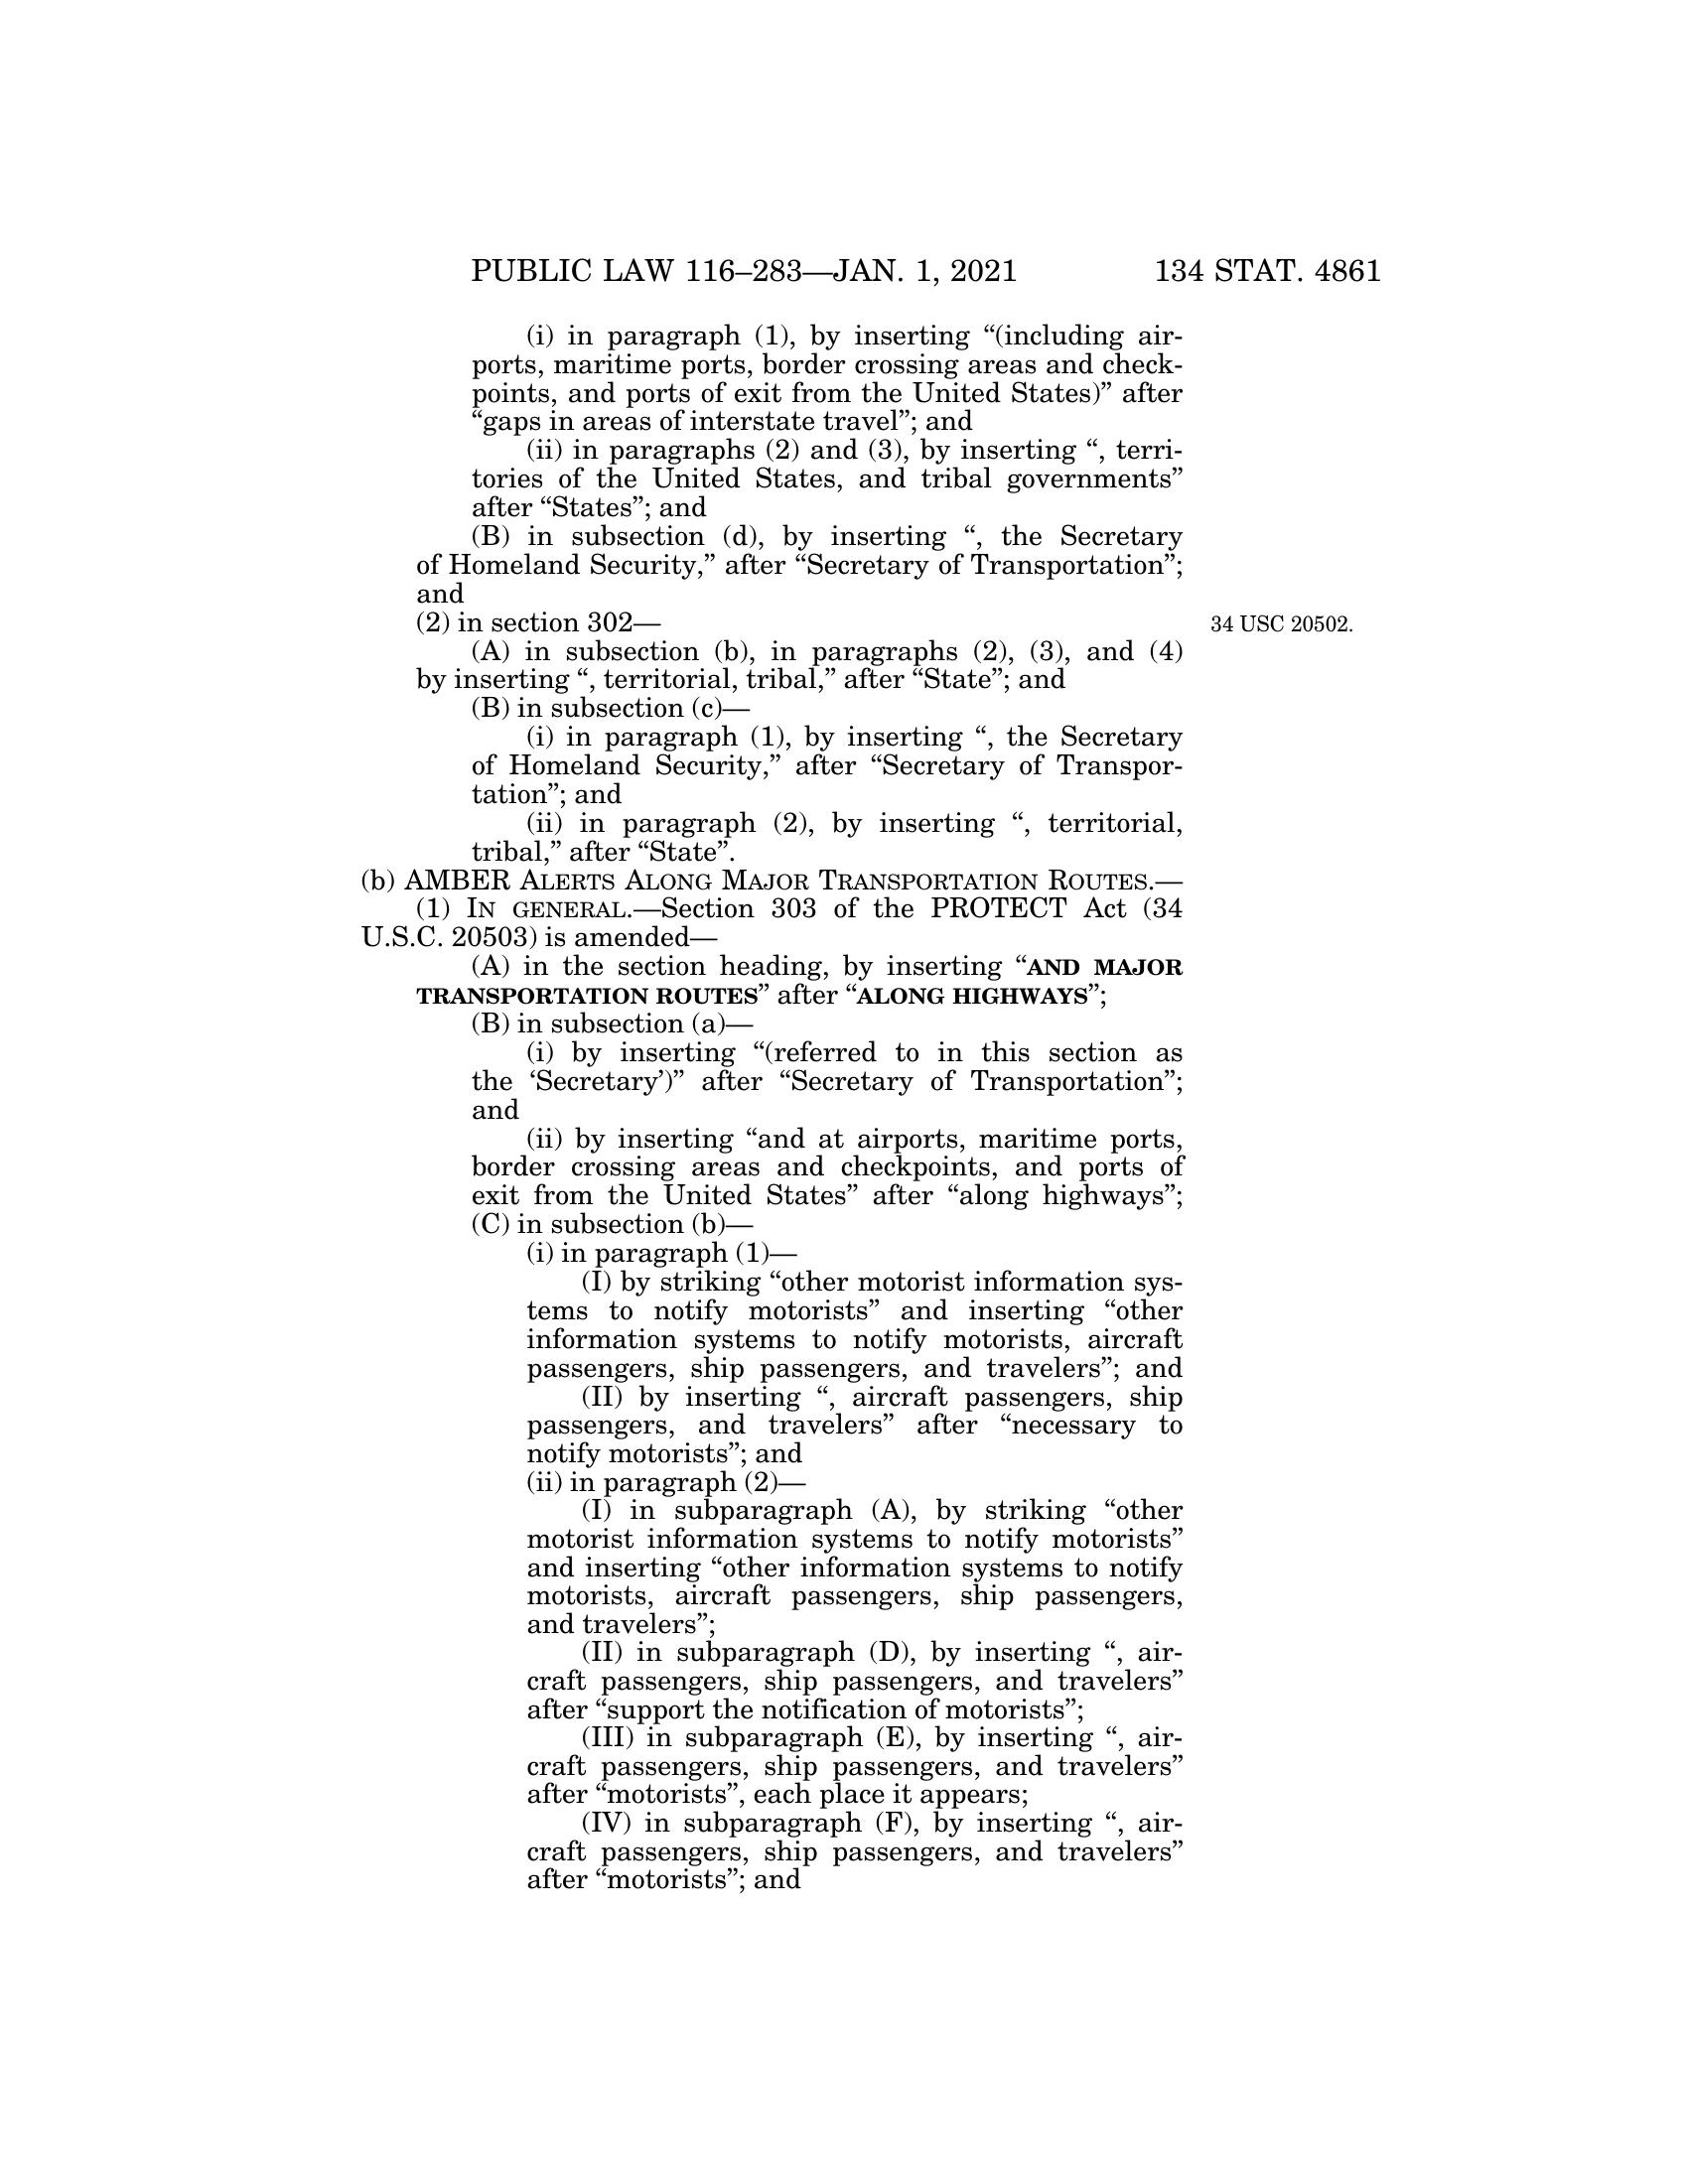 PUBLIC LAW 116–283—JAN. 1, 2021 134 STAT. 4861
(i) in paragraph (1), by inserting “(including air-
ports, maritime ports, border crossing areas and check-
points, and ports of exit from the United States)” after
“gaps in areas of interstate travel”; and
(ii) in paragraphs (2) and (3), by inserting “, terri-
tories of the United States, and tribal governments”
after “States”; and
(B) in subsection (d), by inserting “, the Secretary
of Homeland Security,” after “Secretary of Transportation”;
and
(2) in section 302—
34 USC 20502.
(A) in subsection (b), in paragraphs (2), (3), and (4)
by inserting “, territorial, tribal,” after “State”; and
(B) in subsection (c)—
(i) in paragraph (1), by inserting “, the Secretary
of Homeland Security,” after “Secretary of Transpor-
tation”; and
(ii) in paragraph (2), by inserting “, territorial,
tribal,” after “State”.
(b) AMBER ALERTS ALONG MAJOR TRANSPORTATION ROUTES.—
(1) IN GENERAL.—Section 303 of the PROTECT Act (34
U.S.C. 20503) is amended—
(A) in the section heading, by inserting “AND MAJOR
TRANSPORTATION ROUTES” after “ALONG HIGHWAYS”;
(B) in subsection (a)—
(i) by inserting “(referred to in this section as
the ‘Secretary’)” after “Secretary of Transportation”;
and
(ii) by inserting “and at airports, maritime ports,
border crossing areas and checkpoints, and ports of
exit from the United States” after “along highways”;
(C) in subsection (b)—
(i) in paragraph (1)—
(I) by striking “other motorist information sys-
tems to notify motorists” and inserting “other
information systems to notify motorists, aircraft
passengers, ship passengers, and travelers”; and
(II) by inserting “, aircraft passengers, ship
passengers, and travelers” after “necessary to
notify motorists”; and
(ii) in paragraph (2)—
(I) in subparagraph (A), by striking “other
motorist information systems to notify motorists”
and inserting “other information systems to notify
motorists, aircraft passengers, ship passengers,
and travelers”;
(II) in subparagraph (D), by inserting “, air-
craft passengers, ship passengers, and travelers”
after “support the notification of motorists”;
(III) in subparagraph (E), by inserting “, air-
craft passengers, ship passengers, and travelers”
after “motorists”, each place it appears;
(IV) in subparagraph (F), by inserting “, air-
craft passengers, ship passengers, and travelers”
after “motorists”; and